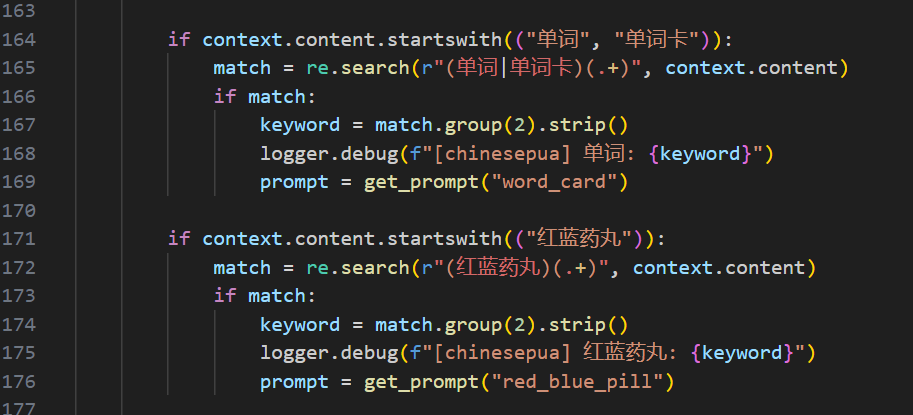 163
164 if context.content.startswith(("单词", "单词卡")):
165 match = re.search(r"(单词|单词卡)(.+)", context.content)
166 if match:
167 keyword = match.group(2).strip()
168 logger.debug(f"[chinesepua] 单词: {keyword}")
169 prompt = get_prompt("word_card")
170
171 if context.content.startswith(("红蓝药丸")):
172 match = re.search(r"(红蓝药丸)(.+)", context.content)
173 if match:
174 keyword = match.group(2).strip()
175 logger.debug(f"[chinesepua] 红蓝药丸: {keyword}")
176 prompt = get_prompt("red_blue_pill")
177